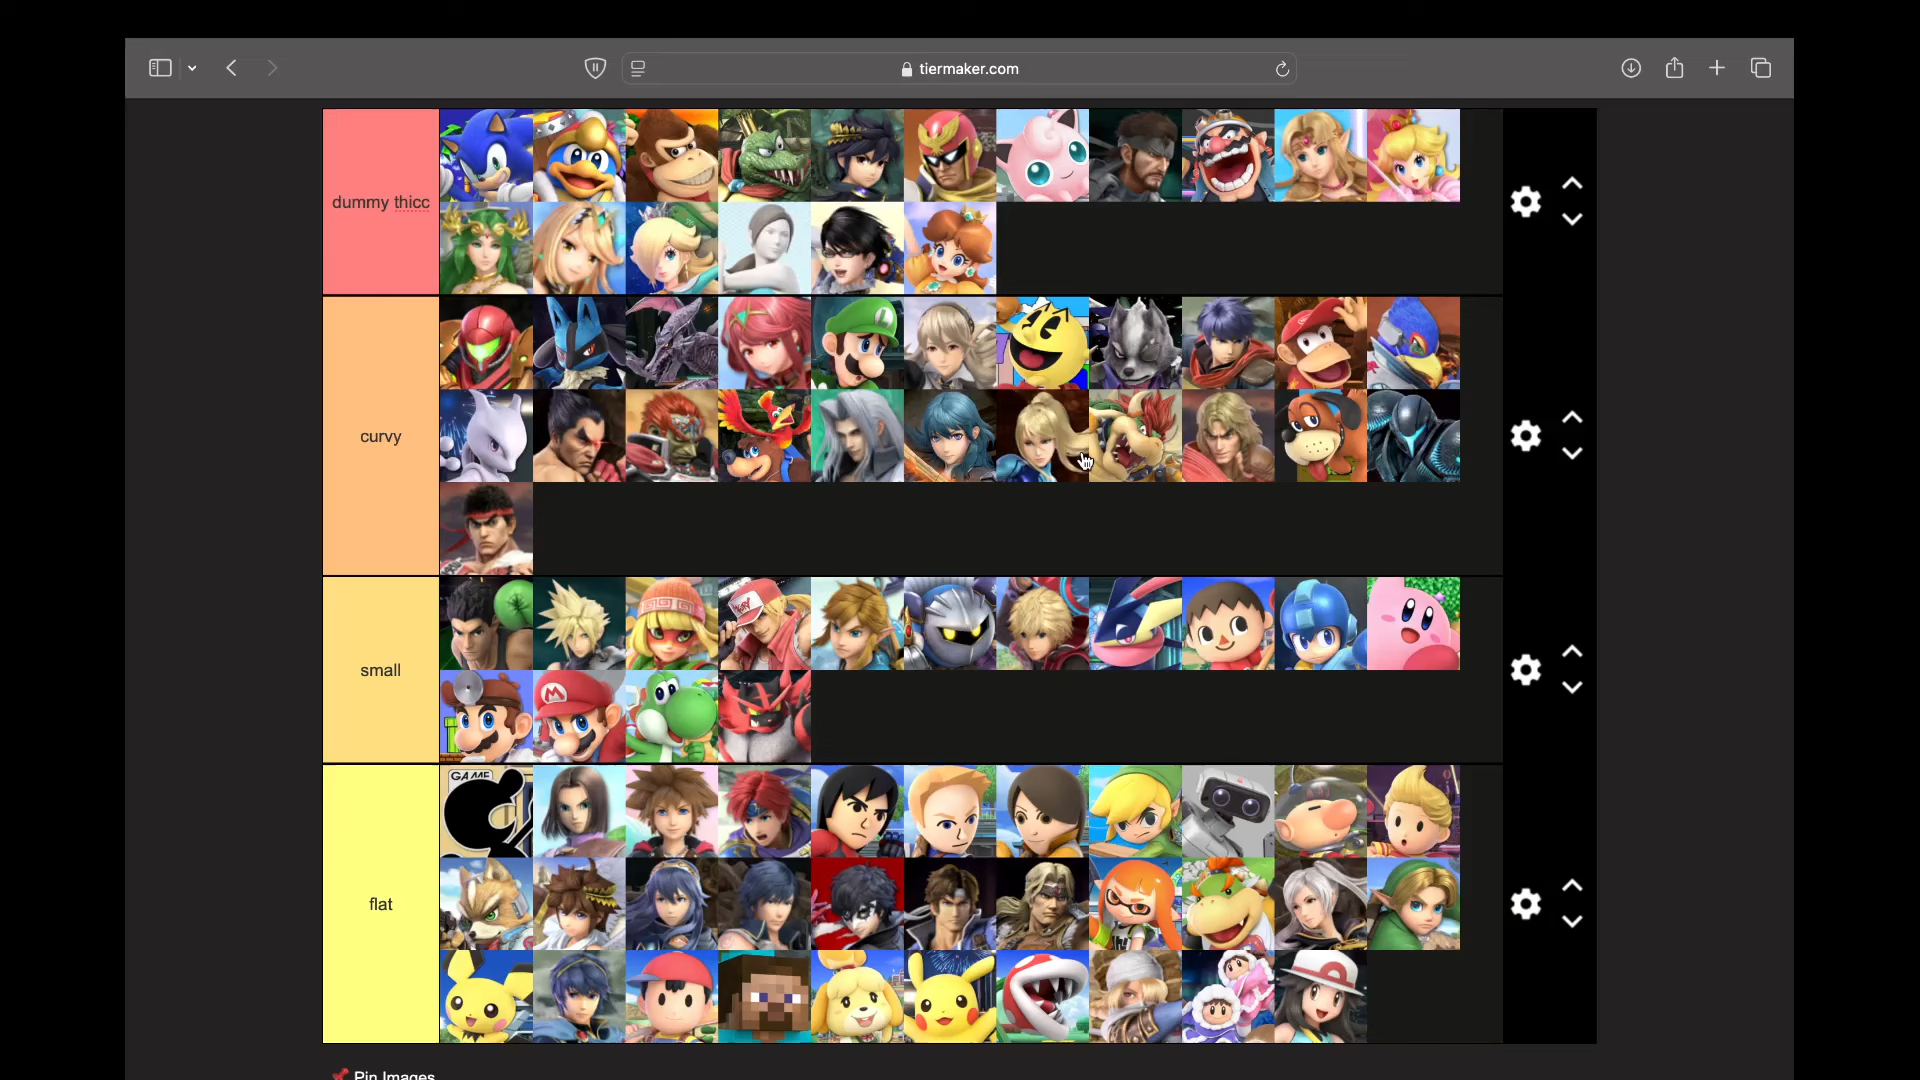 tiermaker.com
dummy thicc
curvy
small
flat
GAME
Pin Images